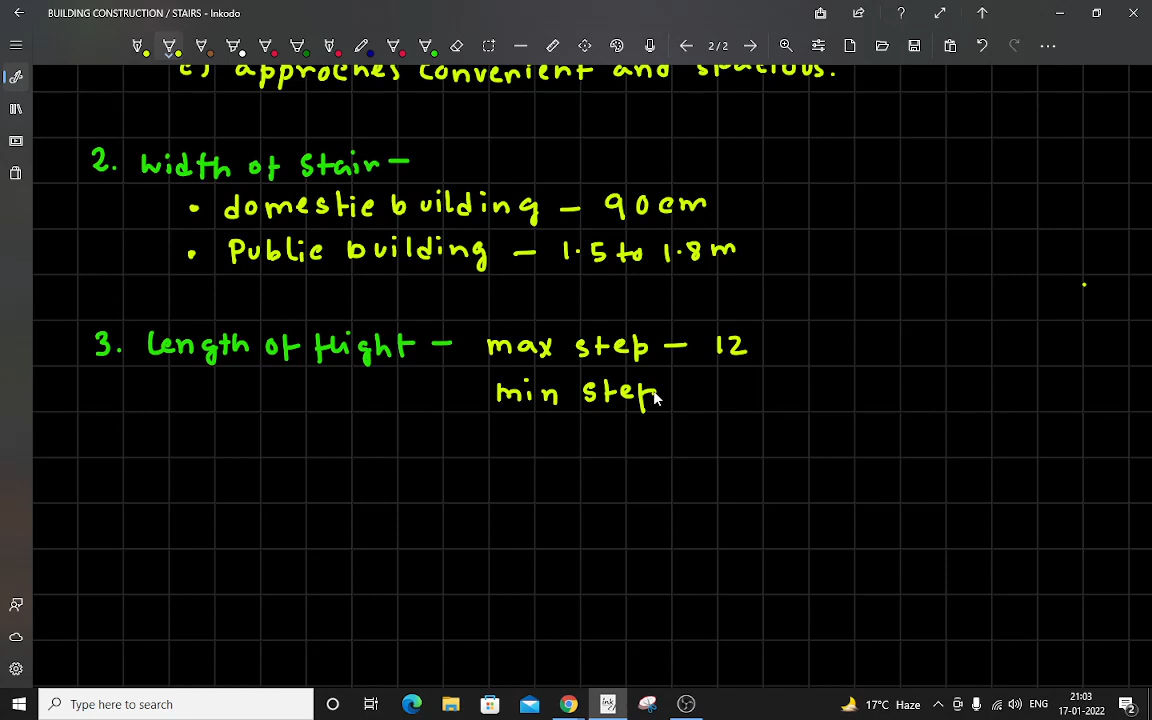 BUILDING CONSTRUCTION / STAIRS - Inkodo
2/2
c) approches convenient and spacious.
2. Width of Stair -
• domestic building - 90cm
• Public building - 1.5 to 1.8m
3. Length of flight - max step - 12
min step
Type here to search
17°C Haze
ENG
21:03
17-01-2022
2